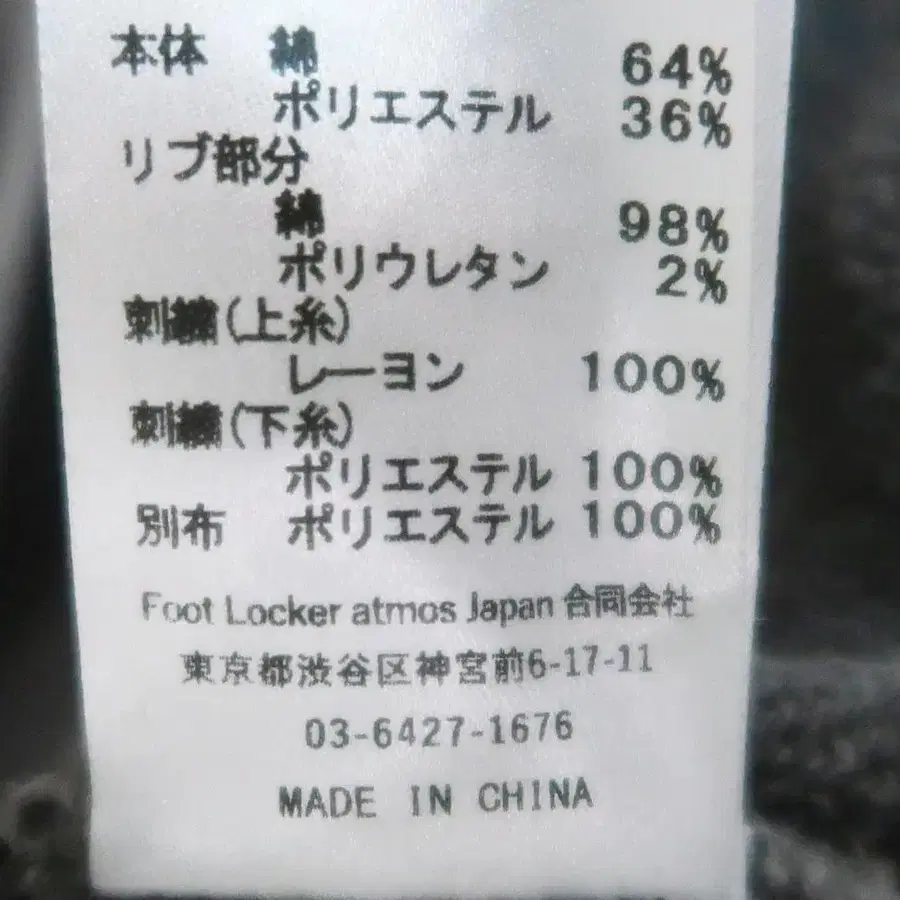 本体 綿 64%
ポリエステル 36%
リブ部分
綿 98%
ポリウレタン 2%
刺繍(上糸)
レーヨン 100%
刺繍(下糸)
ポリエステル 100%
別布 ポリエステル 100%
Foot Locker atmos Japan 合同会社
東京都渋谷区神宮前6-17-11
03-6427-1676
MADE IN CHINA